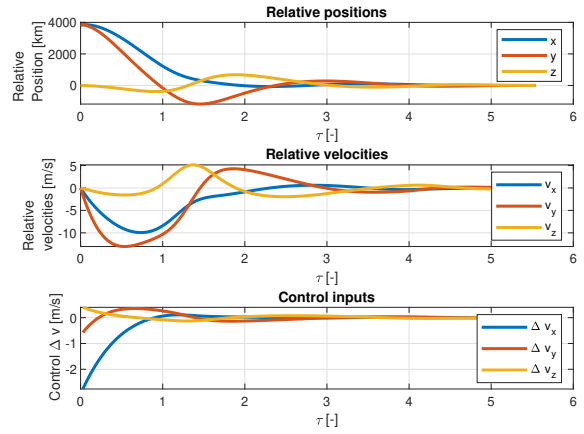 Relative positions
Relative
Position [km]
4000
2000
0
0 1 2 3 4 5 6
τ [-]
x
y
z
Relative velocities
Relative
velocities [m/s]
5
0
-5
-10
0 1 2 3 4 5 6
τ [-]
v_x
v_y
v_z
Control inputs
Control Δ v [m/s]
0
-1
-2
0 1 2 3 4 5 6
τ [-]
Δ v_x
Δ v_y
Δ v_z